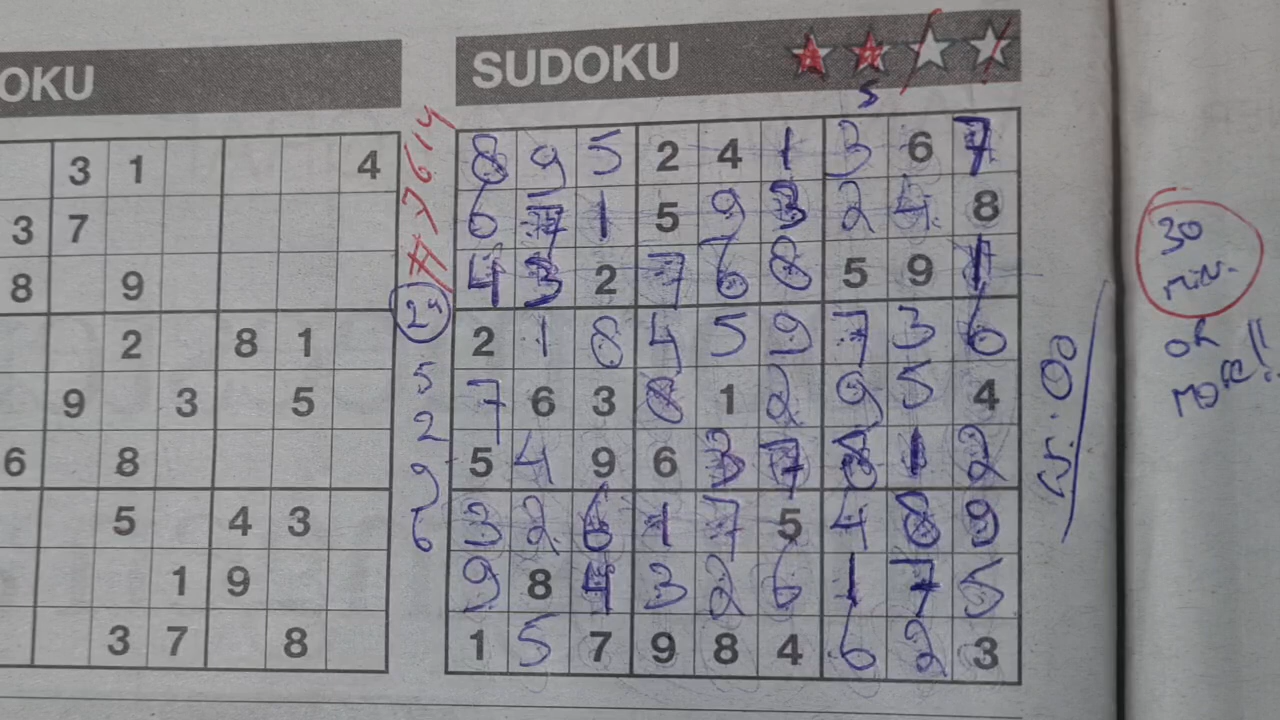 OKU
3 1 4
3 7
8 9
2 8 1
9 3 5
6 8
5 4 3
1 9
3 7 8
SUDOKU
5
8 9 5 2 4 1 3 6 7
6 7 1 5 9 3 2 4 8
4 3 2 7 6 8 5 9 1
2 1 8 4 5 9 7 3 6
7 6 3 8 1 2 9 5 4
5 4 9 6 3 7 8 1 2
3 2 6 1 7 5 4 8 9
9 8 4 3 2 6 1 7 5
1 5 7 9 8 4 6 2 3
5
2
9
6
30
min.
or
more!!